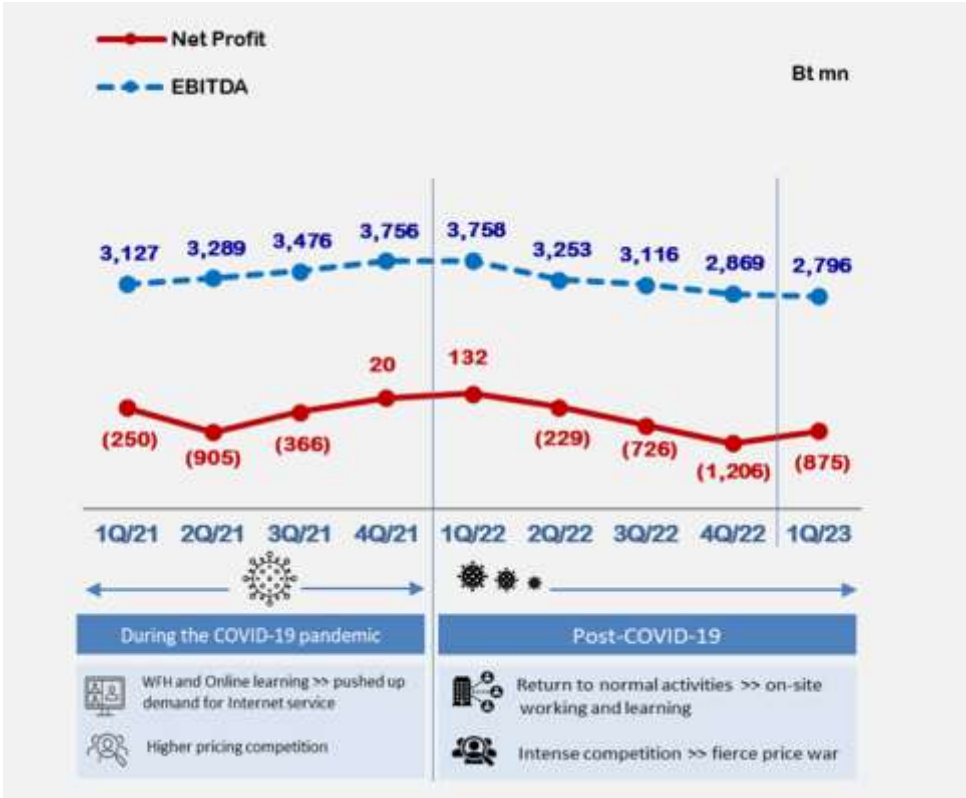 Net Profit
EBITDA
Bt mn
3,127 3,289 3,476 3,756 3,758 3,253 3,116 2,869 2,796
20 132
(250) (905) (366) (229) (726) (1,206) (875)
1Q/21 2Q/21 3Q/21 4Q/21 1Q/22 2Q/22 3Q/22 4Q/22 1Q/23
During the COVID-19 pandemic
WFH and Online learning >> pushed up
demand for Internet service
Higher pricing competition
Post-COVID-19
Return to normal activities >> on-site
working and learning
Intense competition >> fierce price war